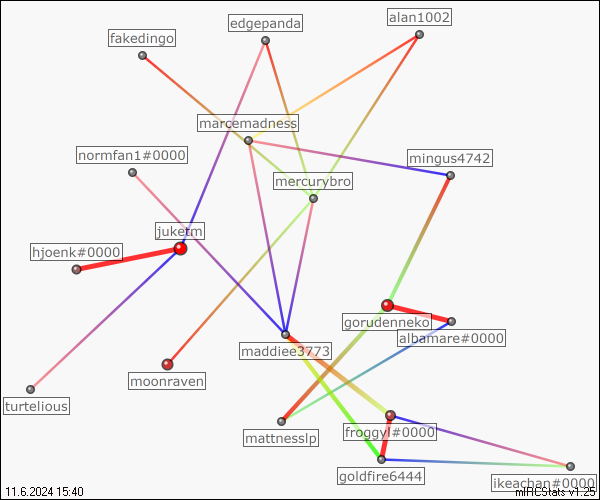 alan1002
edgepanda
fakedingo
marcemadness
normfan1#0000
mingus4742
mercurybro
juketm
hjoenk#0000
gorudenneko
albamare#0000
maddiee3773
moonraven
turtelious
froggyl#0000
mattnesslp
goldfire6444
ikeachan#0000
11.6.2024 15:40
mIRCStats v1.25